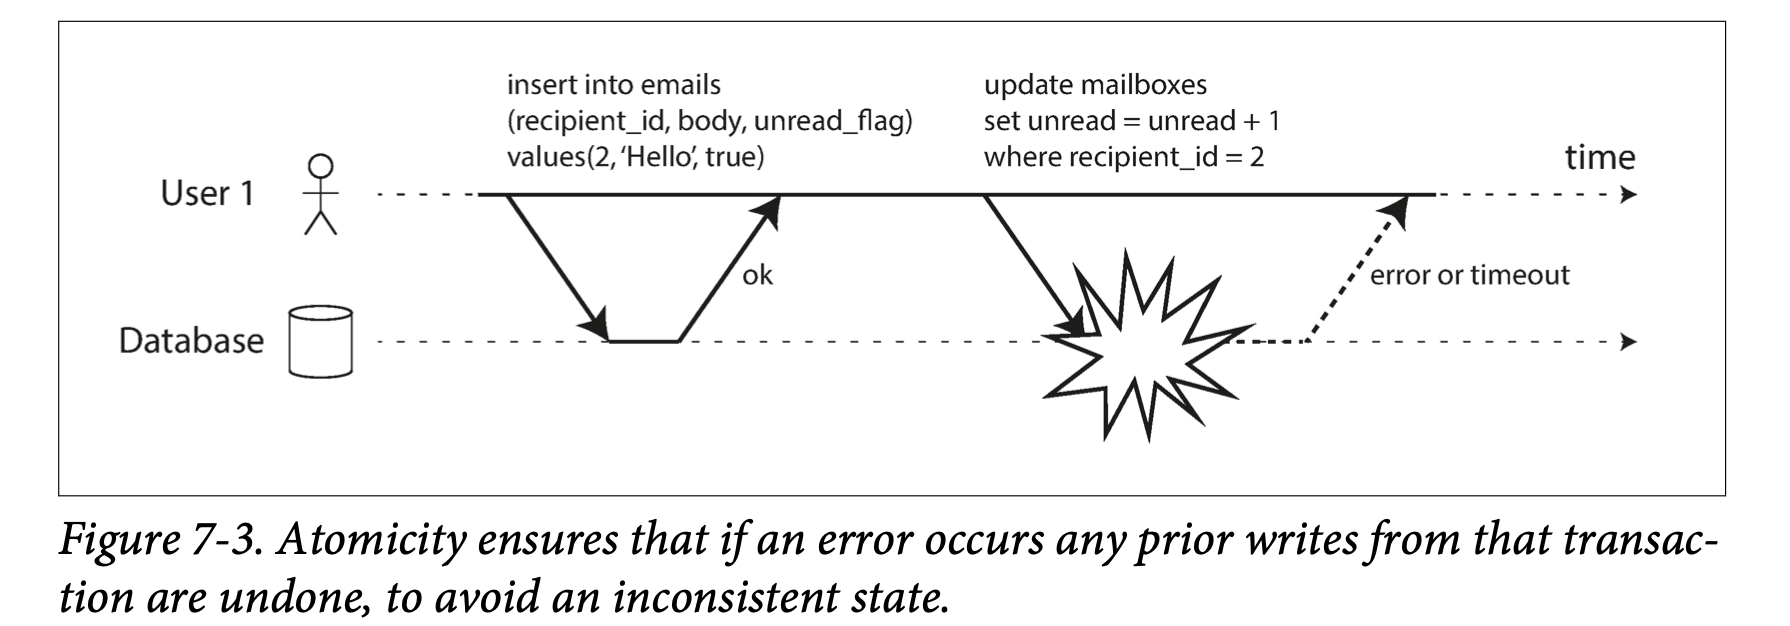 insert into emails
(recipient_id, body, unread_flag)
values(2, ‘Hello’, true)
update mailboxes
set unread = unread + 1
where recipient_id = 2
time
User 1
ok
error or timeout
Database
Figure 7-3. Atomicity ensures that if an error occurs any prior writes from that transac-
tion are undone, to avoid an inconsistent state.